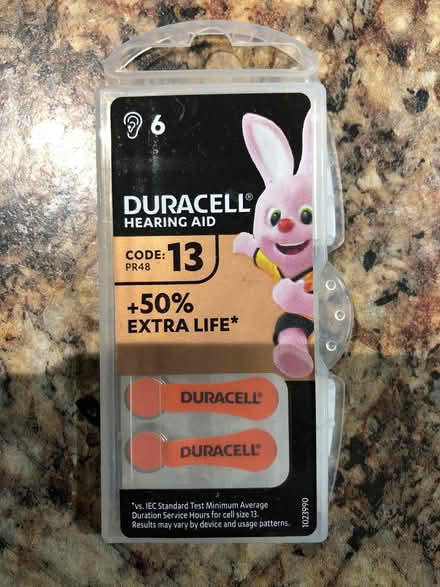 6
DURACELL®
HEARING AID
CODE: 13
PR48
+50%
EXTRA LIFE*
DURACELL®
DURACELL®
*vs. IEC Standard Test Minimum Average
Duration Service Hours for cell size 13.
Results may vary by device and usage patterns.
1023990